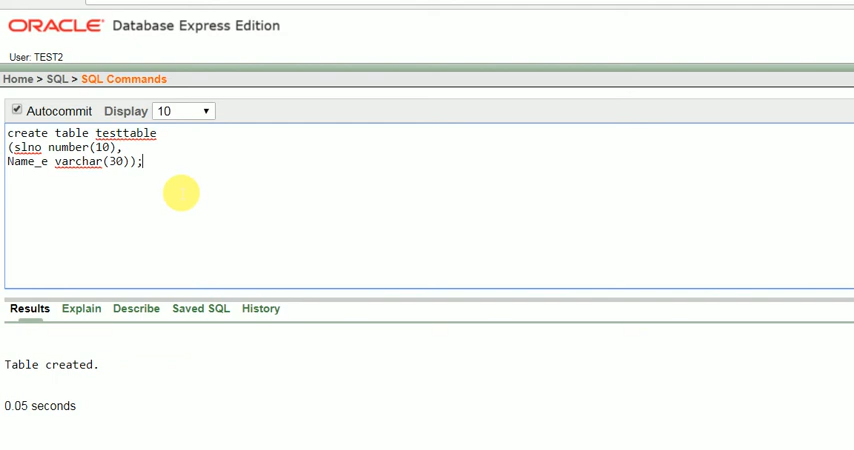 ORACLE Database Express Edition
User: TEST2
Home > SQL > SQL Commands
Autocommit Display 10
create table testtable
(slno number(10),
Name_e varchar(30));
Results Explain Describe Saved SQL History
Table created.
0.05 seconds